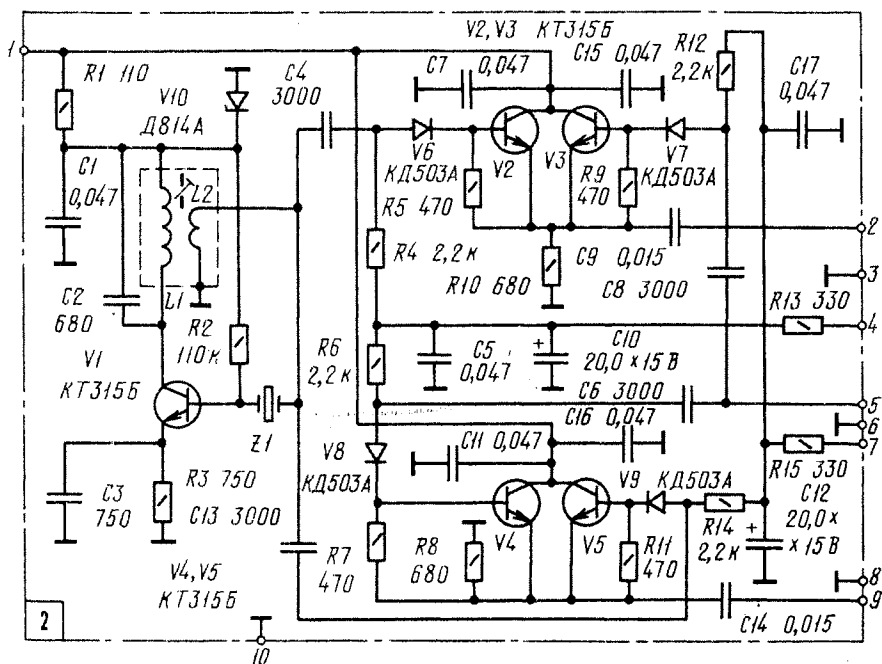 1
R1 110
V10
Д814А
C4
3000
V2,V3 КТ315Б
C7
0,047
C15 0,047
R12
2,2к
C17
0,047
C1
0,047
L2
L1
V6
КД503А
V2
V3
V7
КД503А
R5 470
R9
470
R4 2,2к
C9
0,015
2
R10 680
C8 3000
3
C2
680
R2
110к
R13 330
4
V1
КТ315Б
R6
2,2к
C5
0,047
C10
+
20,0 × 15 В
C6 3000
5
C16 0,047
6
Z1
V8
КД503А
C11 0,047
V9
КД503А
7
R15 330
C3
750
R3 750
C13 3000
V4
V5
R14
2,2к
C12
20,0×
+
×15В
R7
470
R8
680
R11
470
V4,V5
КТ315Б
8
9
C14 0,015
2
10